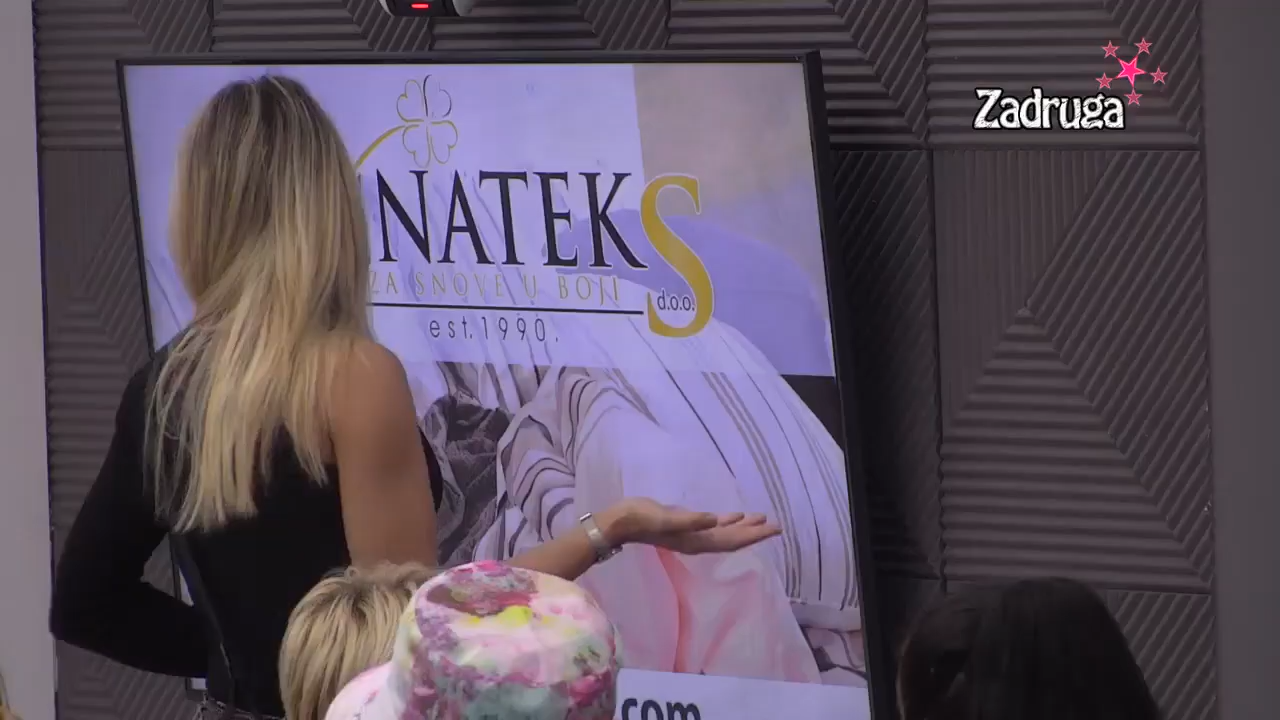 Zadruga
NATEKS
ZA SNOVE U BOJI
d.o.o.
est.1990.
.com